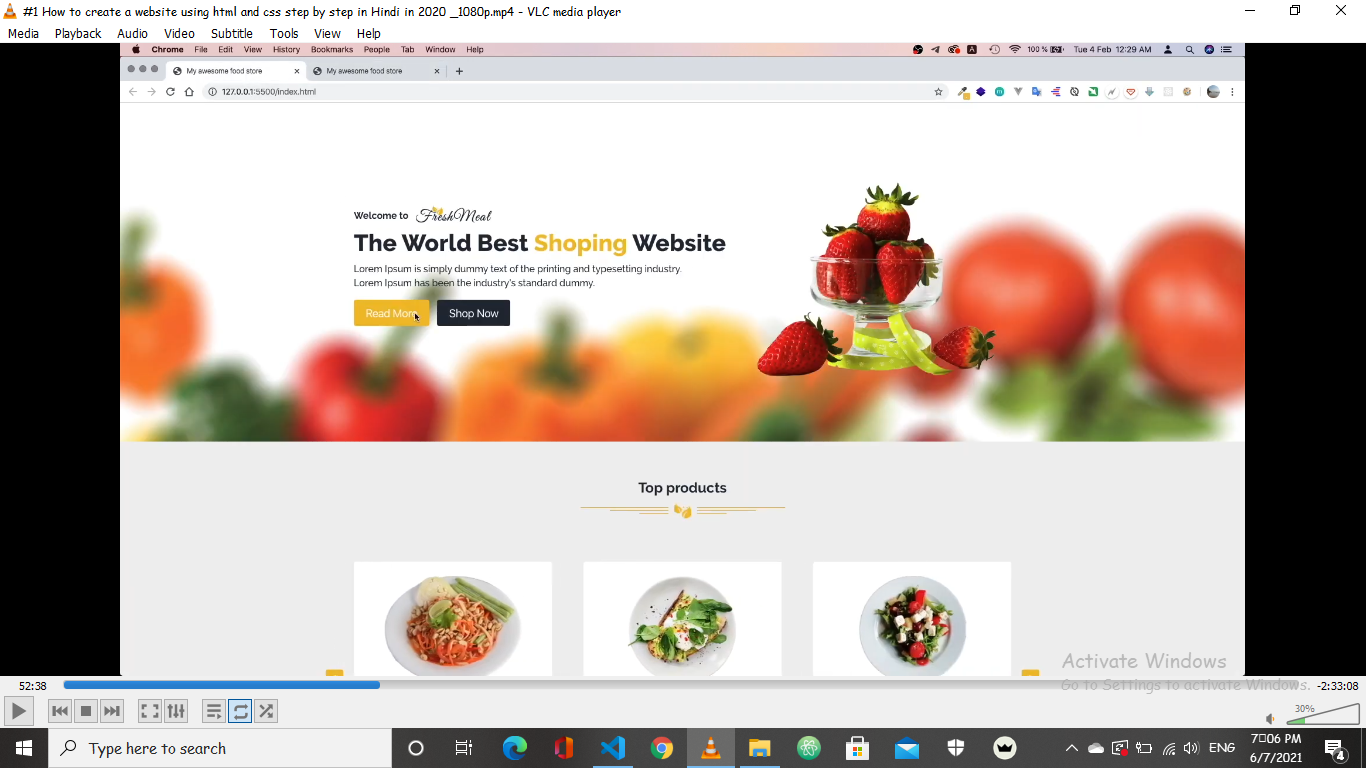 #1 How to create a website using html and css step by step in Hindi in 2020 _1080p.mp4 - VLC media player
Media Playback Audio Video Subtitle Tools View Help
Chrome File Edit View History Bookmarks People Tab Window Help
100 % Tue 4 Feb 12:29 AM
My awesome food store My awesome food store
127.0.0.1:5500/index.html
Welcome to FreshMeal
The World Best Shoping Website
Lorem Ipsum is simply dummy text of the printing and typesetting industry.
Lorem Ipsum has been the industry's standard dummy.
Read More Shop Now
Top products
Activate Windows
Go to Settings to activate Windows.
52:38 -2:33:08
30%
Type here to search
ENG
7□06 PM
6/7/2021
4